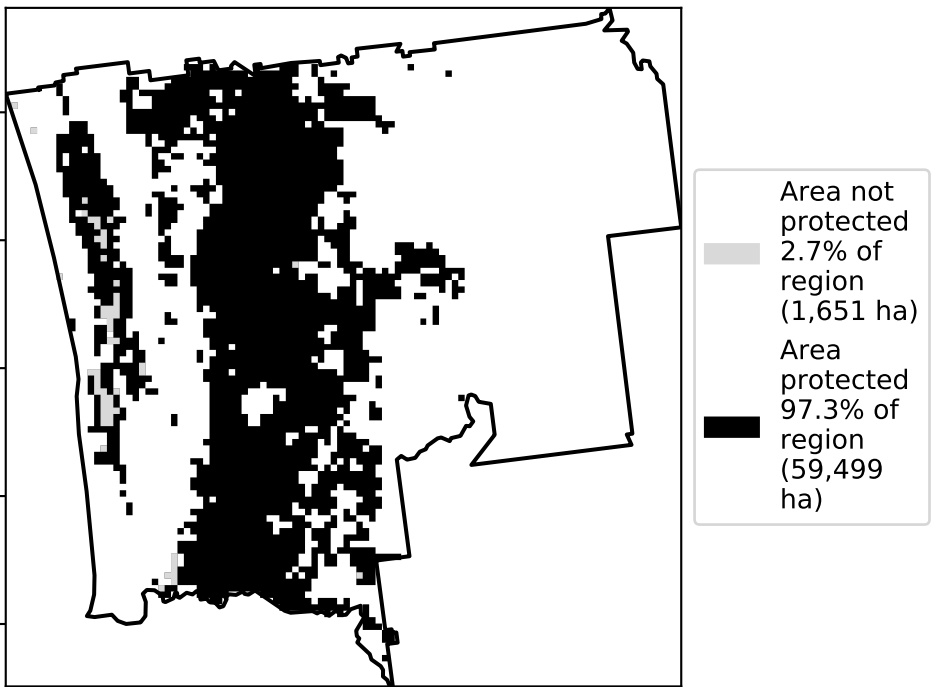 Area not
protected
2.7% of
region
(1,651 ha)
Area
protected
97.3% of
region
(59,499
ha)